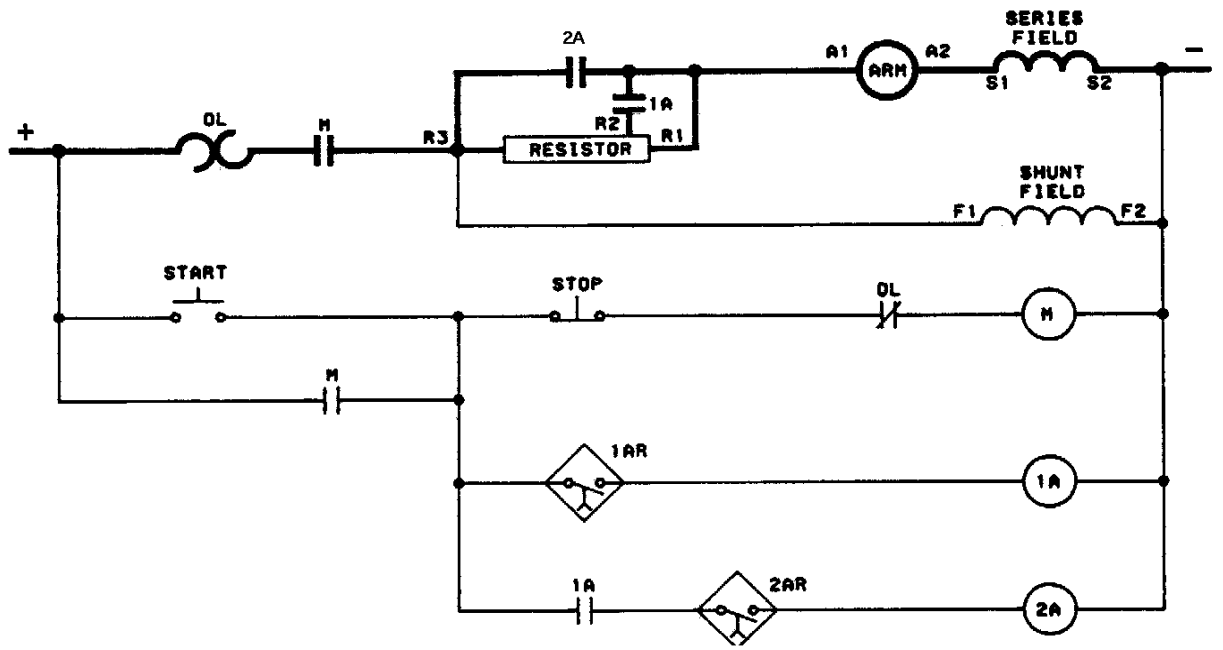 SERIES
FIELD
2A
A1
ARM
A2
S1
S2
−
1A
R2
R1
R3
RESISTOR
+
OL
M
SHUNT
FIELD
F1
F2
START
STOP
OL
M
M
1AR
1A
1A
2AR
2A